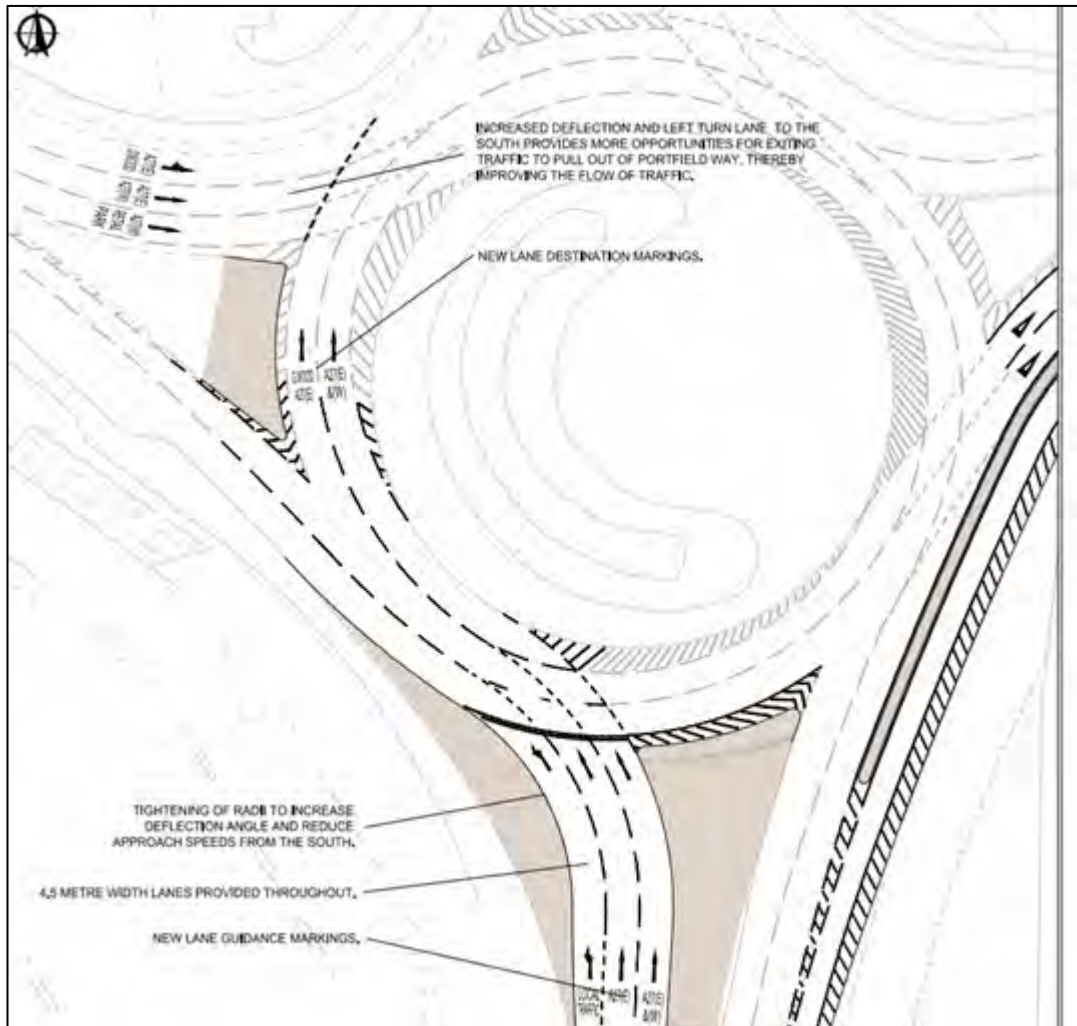 INCREASED DEFLECTION AND LEFT TURN LANE TO THE
SOUTH PROVIDES MORE OPPORTUNITIES FOR EXITING
TRAFFIC TO PULL OUT OF PORTFIELD WAY, THEREBY
IMPROVING THE FLOW OF TRAFFIC.
NEW LANE DESTINATION MARKINGS.
TIGHTENING OF RADII TO INCREASE
DEFLECTION ANGLE AND REDUCE
APPROACH SPEEDS FROM THE SOUTH.
4.5 METRE WIDTH LANES PROVIDED THROUGHOUT.
NEW LANE GUIDANCE MARKINGS.
LOCAL
TRAFFIC